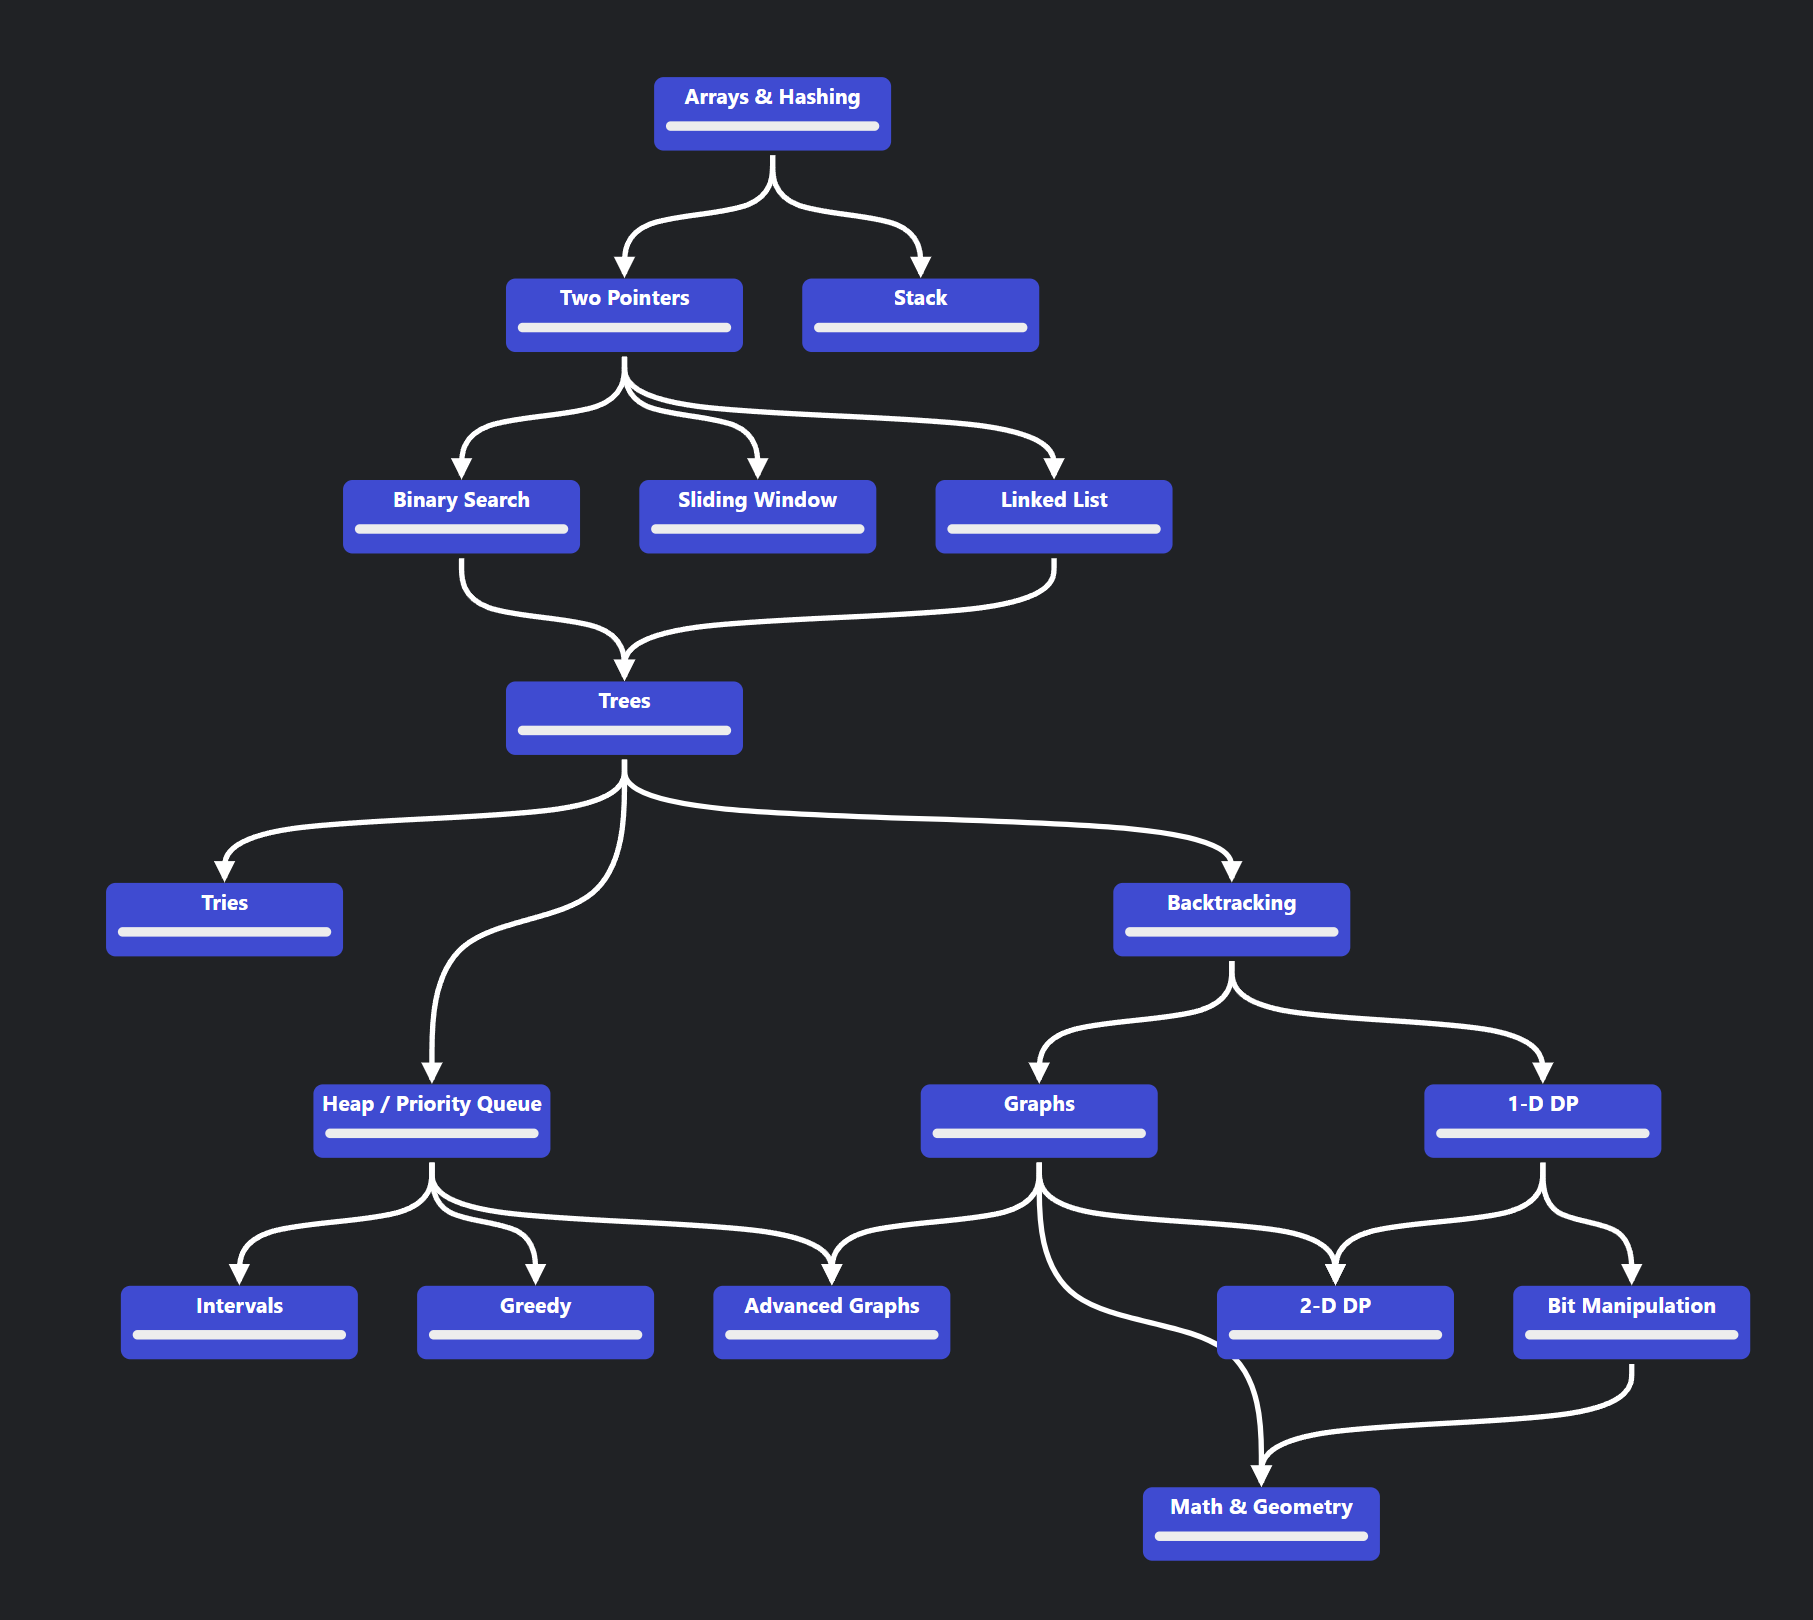 Arrays & Hashing
Two Pointers
Stack
Binary Search
Sliding Window
Linked List
Trees
Tries
Backtracking
Heap / Priority Queue
Graphs
1-D DP
Intervals
Greedy
Advanced Graphs
2-D DP
Bit Manipulation
Math & Geometry